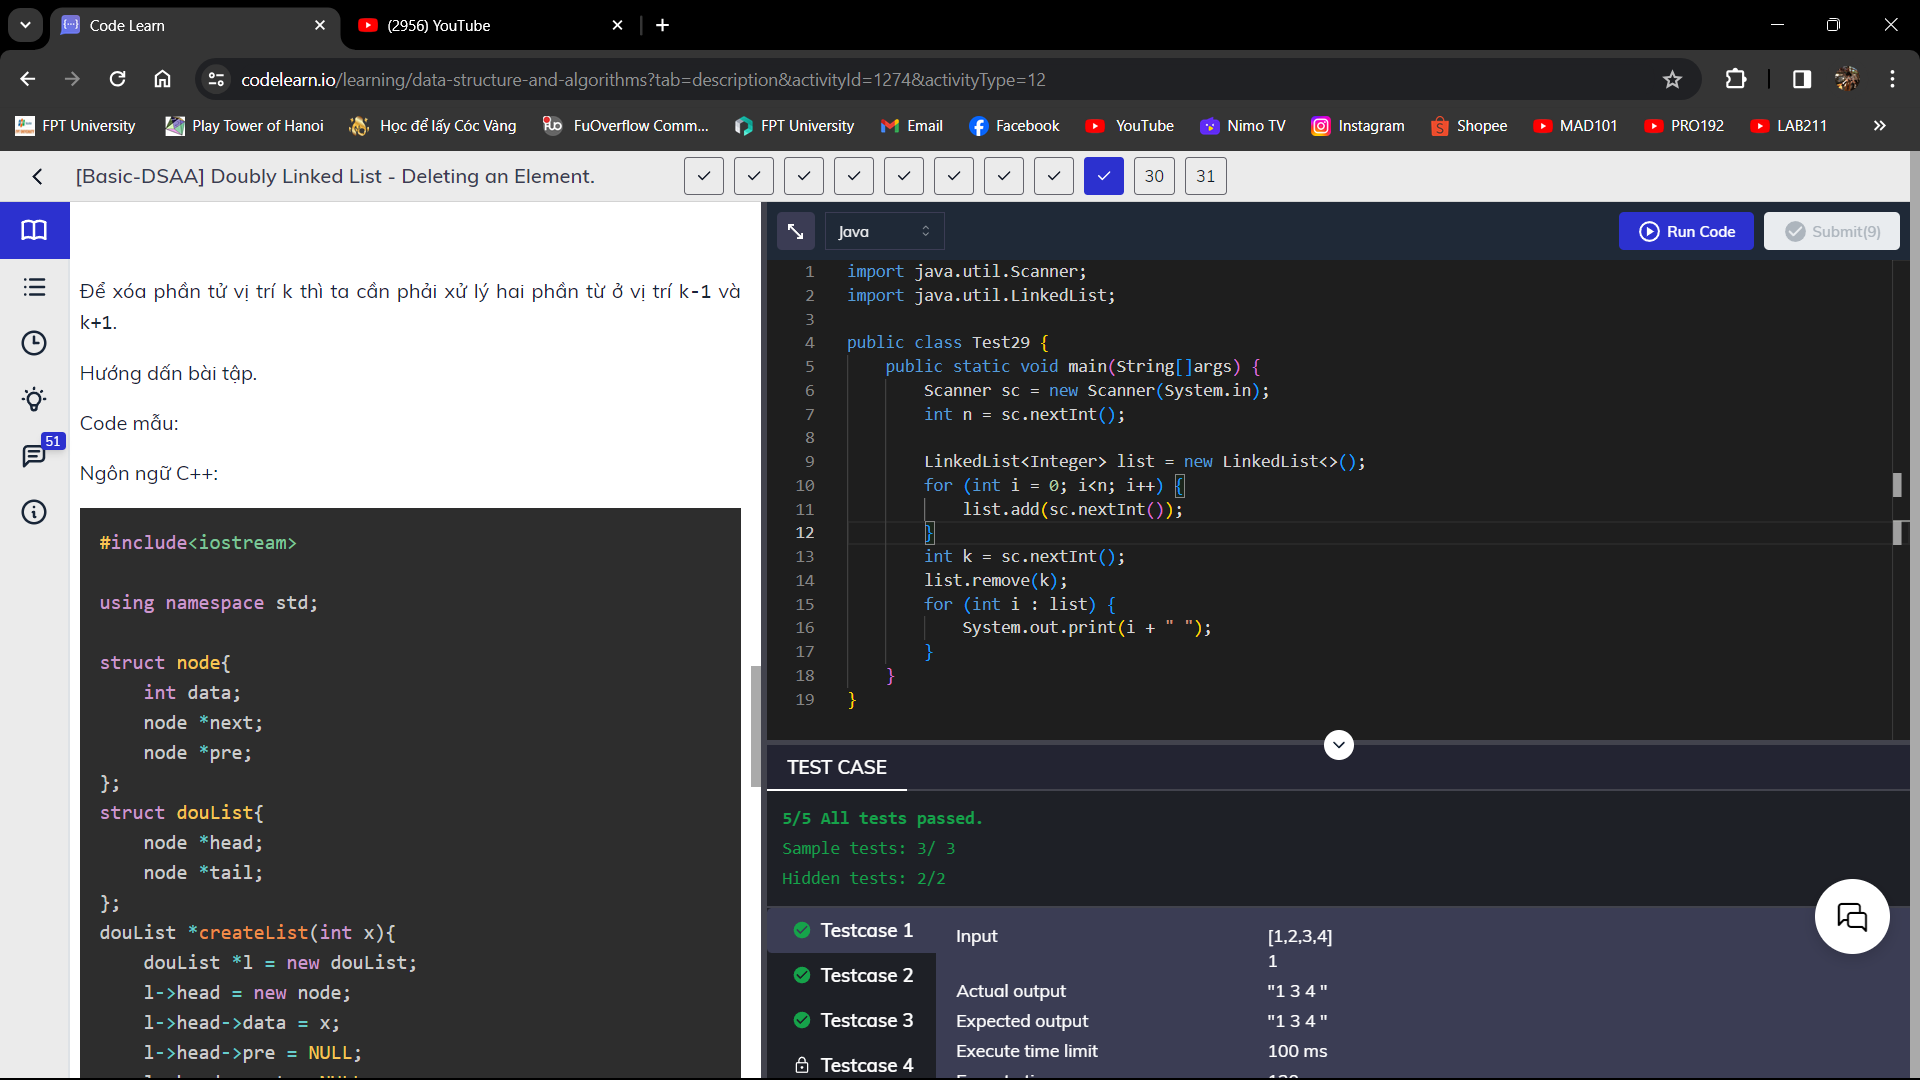 Code Learn
(2956) YouTube
codelearn.io/learning/data-structure-and-algorithms?tab=description&activityId=1274&activityType=12
FPT University
Play Tower of Hanoi
Học để lấy Cóc Vàng
FuOverflow Comm...
FPT University
Email
Facebook
YouTube
Nimo TV
Instagram
Shopee
MAD101
PRO192
LAB211
[Basic-DSAA] Doubly Linked List - Deleting an Element.
30
31
51
Để xóa phần tử vị trí k thì ta cần phải xử lý hai phần từ ở vị trí k-1 và
k+1.
Hướng dấn bài tập.
Code mẫu:
Ngôn ngữ C++:
#include<iostream>
using namespace std;
struct node{
    int data;
    node *next;
    node *pre;
};
struct douList{
    node *head;
    node *tail;
};
douList *createList(int x){
    douList *l = new douList;
    l->head = new node;
    l->head->data = x;
    l->head->pre = NULL;
Java
Run Code
Submit(9)
1 import java.util.Scanner;
2 import java.util.LinkedList;
3
4 public class Test29 {
5     public static void main(String[]args) {
6         Scanner sc = new Scanner(System.in);
7         int n = sc.nextInt();
8
9         LinkedList<Integer> list = new LinkedList<>();
10         for (int i = 0; i<n; i++) {
11             list.add(sc.nextInt());
12         }
13         int k = sc.nextInt();
14         list.remove(k);
15         for (int i : list) {
16             System.out.print(i + " ");
17         }
18     }
19 }
TEST CASE
5/5 All tests passed.
Sample tests: 3/ 3
Hidden tests: 2/2
Testcase 1
Testcase 2
Testcase 3
Testcase 4
Input [1,2,3,4]
1
Actual output "1 3 4 "
Expected output "1 3 4 "
Execute time limit 100 ms